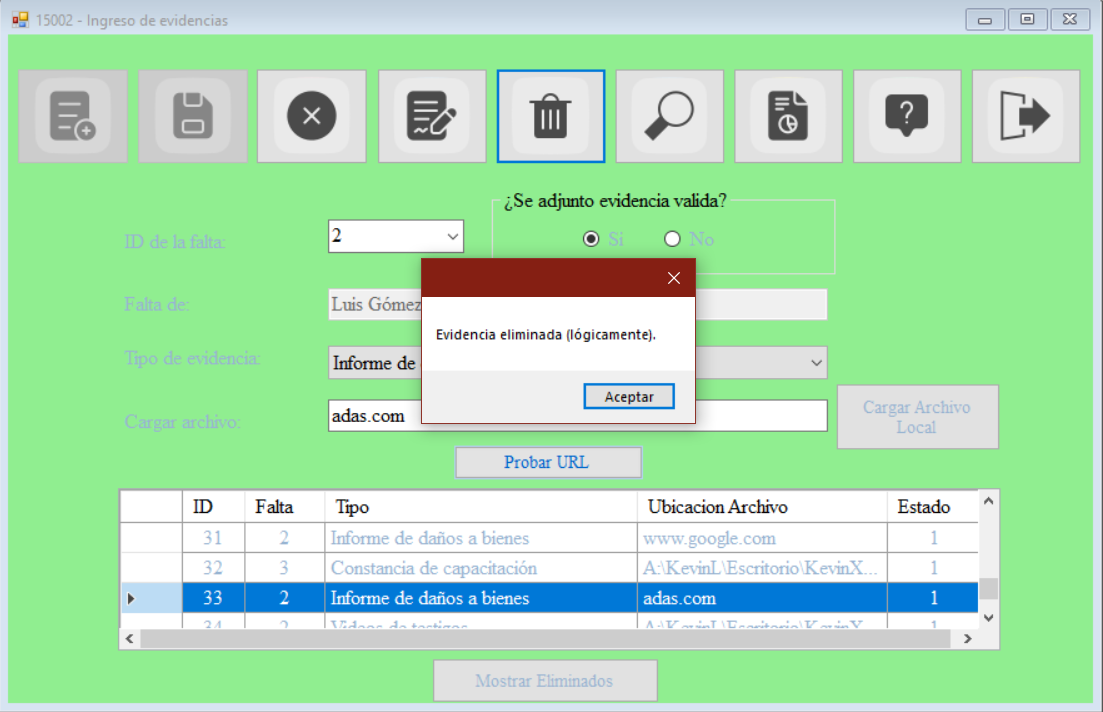 15002 - Ingreso de evidencias
¿Se adjunto evidencia valida?
ID de la falta:
2
Si
No
Falta de:
Luis Gómez
Evidencia eliminada (lógicamente).
Tipo de evidencia:
Informe de
Aceptar
Cargar archivo:
adas.com
Cargar Archivo
Local
Probar URL
ID Falta Tipo Ubicacion Archivo Estado
31 2 Informe de daños a bienes www.google.com 1
32 3 Constancia de capacitación A:\KevinL\Escritorio\KevinX... 1
33 2 Informe de daños a bienes adas.com 1
34 2 Videos de testigos A:\KevinL\Escritorio\KevinX... 1
Mostrar Eliminados